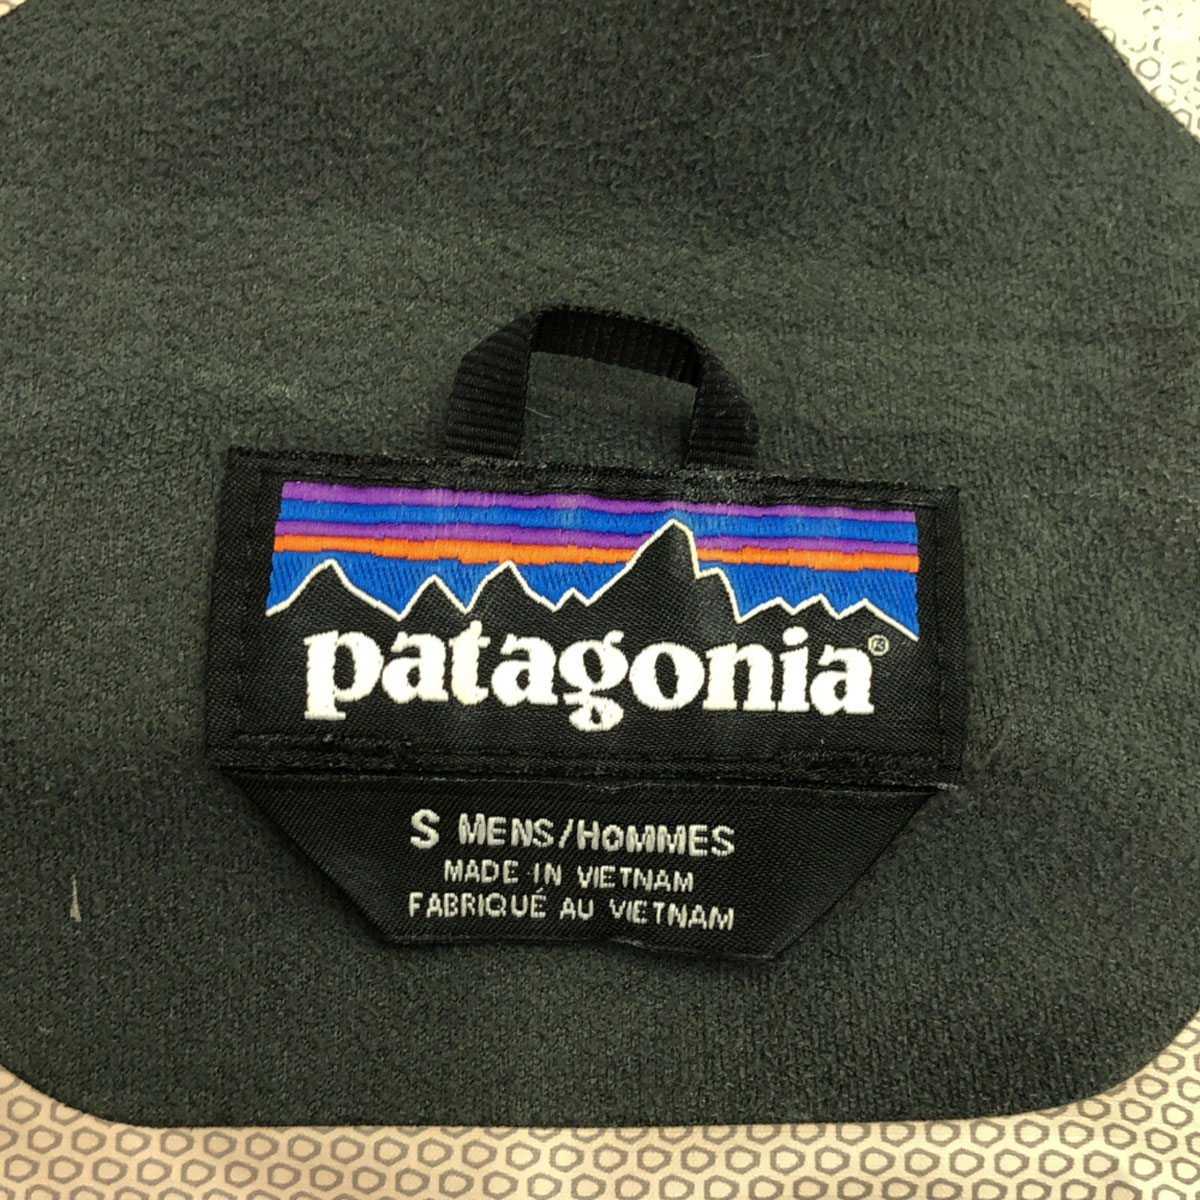 patagonia®
S MENS/HOMMES
MADE IN VIETNAM
FABRIQUÉ AU VIETNAM